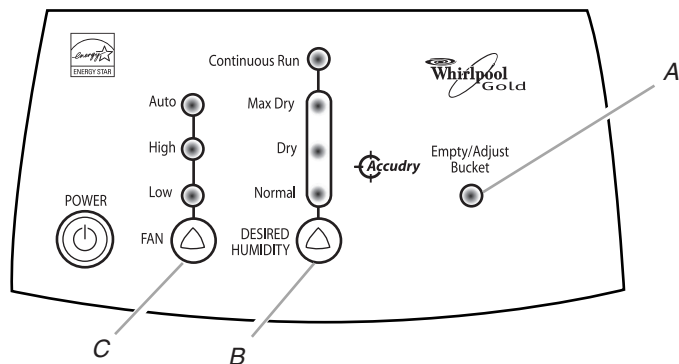 energy
ENERGY STAR
Continuous Run
Whirlpool
Gold
A
Auto
Max Dry
High
Dry
Accudry
Empty/Adjust
Bucket
Low
Normal
POWER
FAN
DESIRED
HUMIDITY
C
B